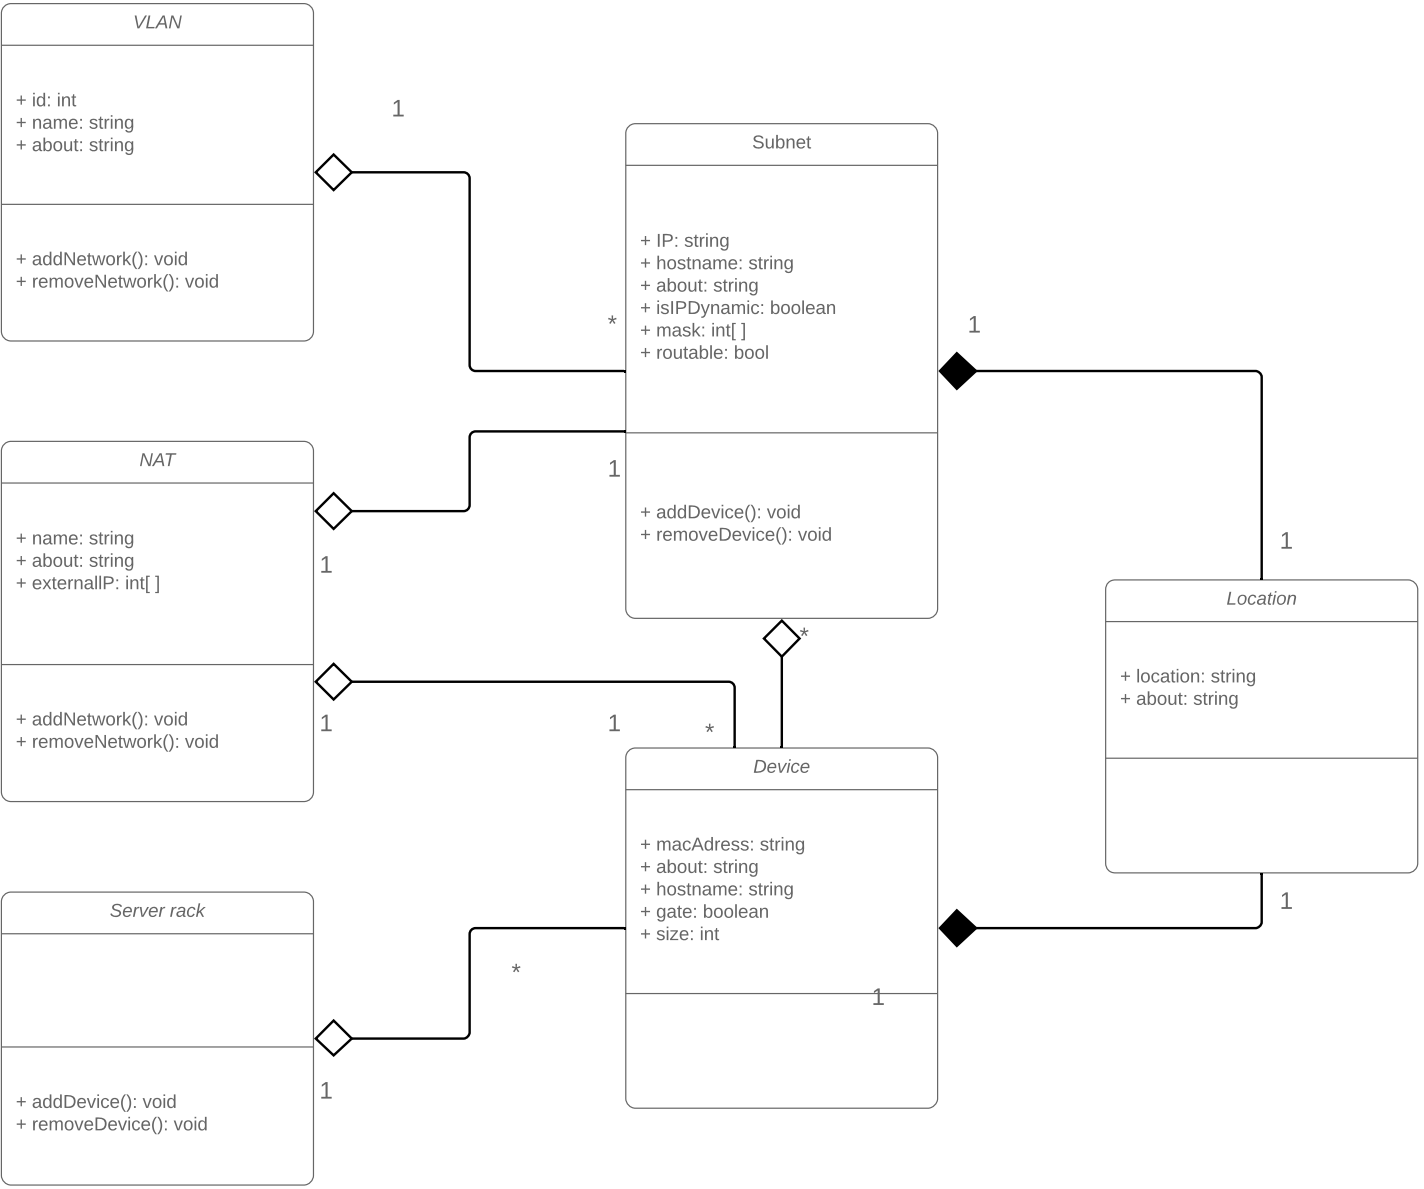 VLAN
+ id: int
+ name: string
+ about: string
+ addNetwork(): void
+ removeNetwork(): void
1
*
Subnet
+ IP: string
+ hostname: string
+ about: string
+ isIPDynamic: boolean
+ mask: int[ ]
+ routable: bool
+ addDevice(): void
+ removeDevice(): void
1
1
NAT
+ name: string
+ about: string
+ externalIP: int[ ]
+ addNetwork(): void
+ removeNetwork(): void
1
1
1
1
*
*
Location
+ location: string
+ about: string
1
Device
+ macAdress: string
+ about: string
+ hostname: string
+ gate: boolean
+ size: int
1
Server rack
+ addDevice(): void
+ removeDevice(): void
*
1